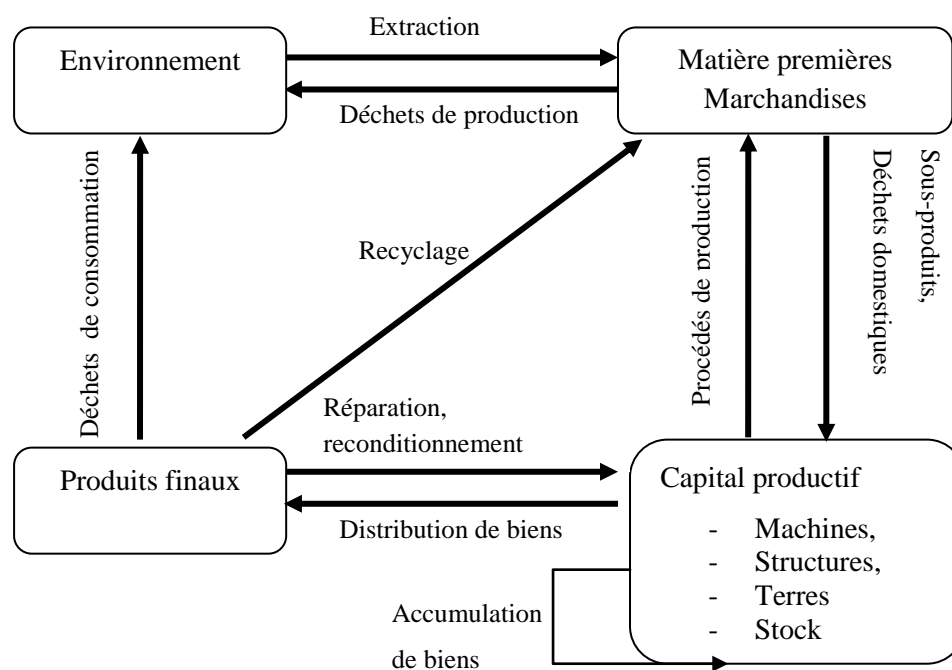 Extraction
Environnement
Matière premières
Marchandises
Déchets de production
Déchets de consommation
Recyclage
Procédés de production
Sous-produits,
Déchets domestiques
Réparation,
reconditionnement
Produits finaux
Distribution de biens
Capital productif
- Machines,
- Structures,
- Terres
- Stock
Accumulation
de biens